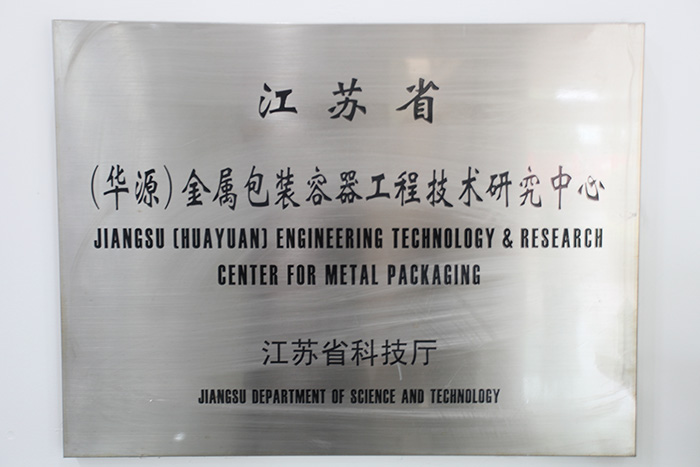 江苏省
(华源)金属包装容器工程技术研究中心
JIANGSU (HUAYUAN) ENGINEERING TECHNOLOGY & RESEARCH
CENTER FOR METAL PACKAGING
江苏省科技厅
JIANGSU DEPARTMENT OF SCIENCE AND TECHNOLOGY